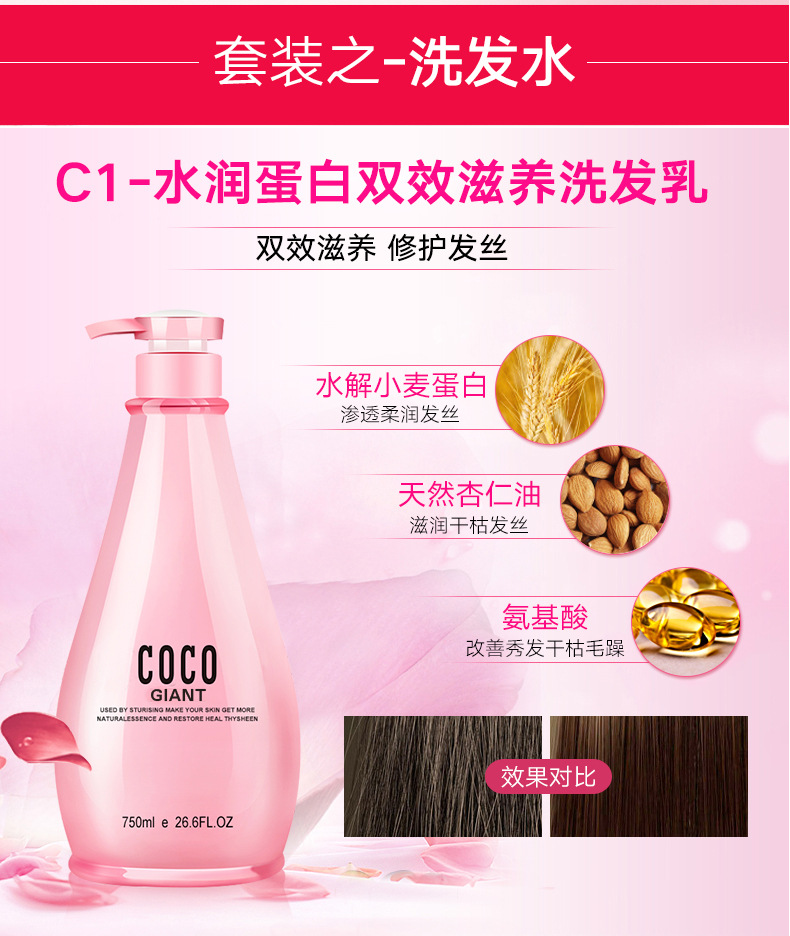 套装之-洗发水
C1-水润蛋白双效滋养洗发乳
双效滋养 修护发丝
水解小麦蛋白
渗透柔润发丝
天然杏仁油
滋润干枯发丝
氨基酸
改善秀发干枯毛躁
COCO
GIANT
USED BY STURISING MAKE YOUR SKIN GET MORE
NATURALESSENCE AND RESTORE HEAL THYSHEEN
750ml e 26.6FL.OZ
效果对比